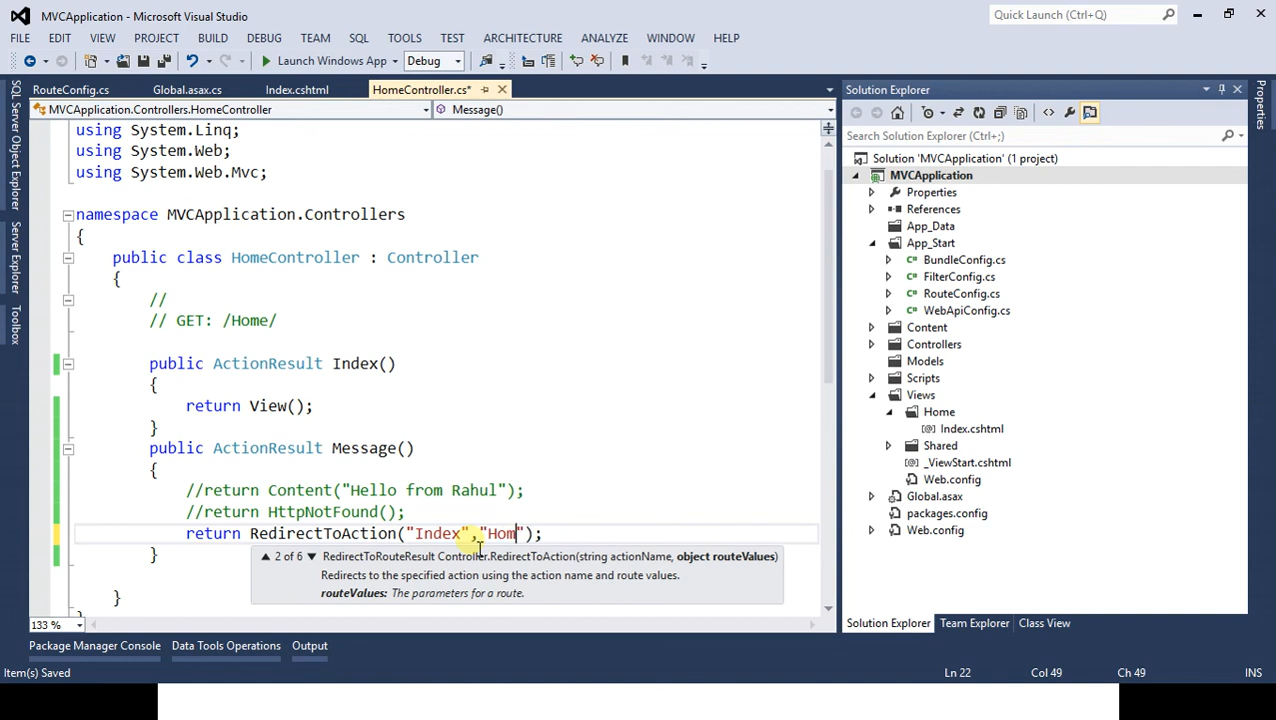 MVCApplication - Microsoft Visual Studio
Quick Launch (Ctrl+Q)
FILE EDIT VIEW PROJECT BUILD DEBUG TEAM SQL TOOLS TEST ARCHITECTURE ANALYZE WINDOW HELP
Launch Windows App Debug
SQL Server Object Explorer
Server Explorer
Toolbox
RouteConfig.cs Global.asax.cs Index.cshtml HomeController.cs*
MVCApplication.Controllers.HomeController Message()
using System.Linq;
using System.Web;
using System.Web.Mvc;
namespace MVCApplication.Controllers
{
public class HomeController : Controller
{
//
// GET: /Home/
public ActionResult Index()
{
return View();
}
public ActionResult Message()
{
//return Content("Hello from Rahul");
//return HttpNotFound();
return RedirectToAction("Index","Hom");
}
2 of 6 RedirectToRouteResult Controller.RedirectToAction(string actionName, object routeValues)
Redirects to the specified action using the action name and route values.
routeValues: The parameters for a route.
}
133 %
Solution Explorer
Search Solution Explorer (Ctrl+;)
Solution 'MVCApplication' (1 project)
MVCApplication
Properties
References
App_Data
App_Start
BundleConfig.cs
FilterConfig.cs
RouteConfig.cs
WebApiConfig.cs
Content
Controllers
Models
Scripts
Views
Home
Index.cshtml
Shared
_ViewStart.cshtml
Web.config
Global.asax
packages.config
Web.config
Solution Explorer Team Explorer Class View
Properties
Package Manager Console Data Tools Operations Output
Item(s) Saved Ln 22 Col 49 Ch 49 INS